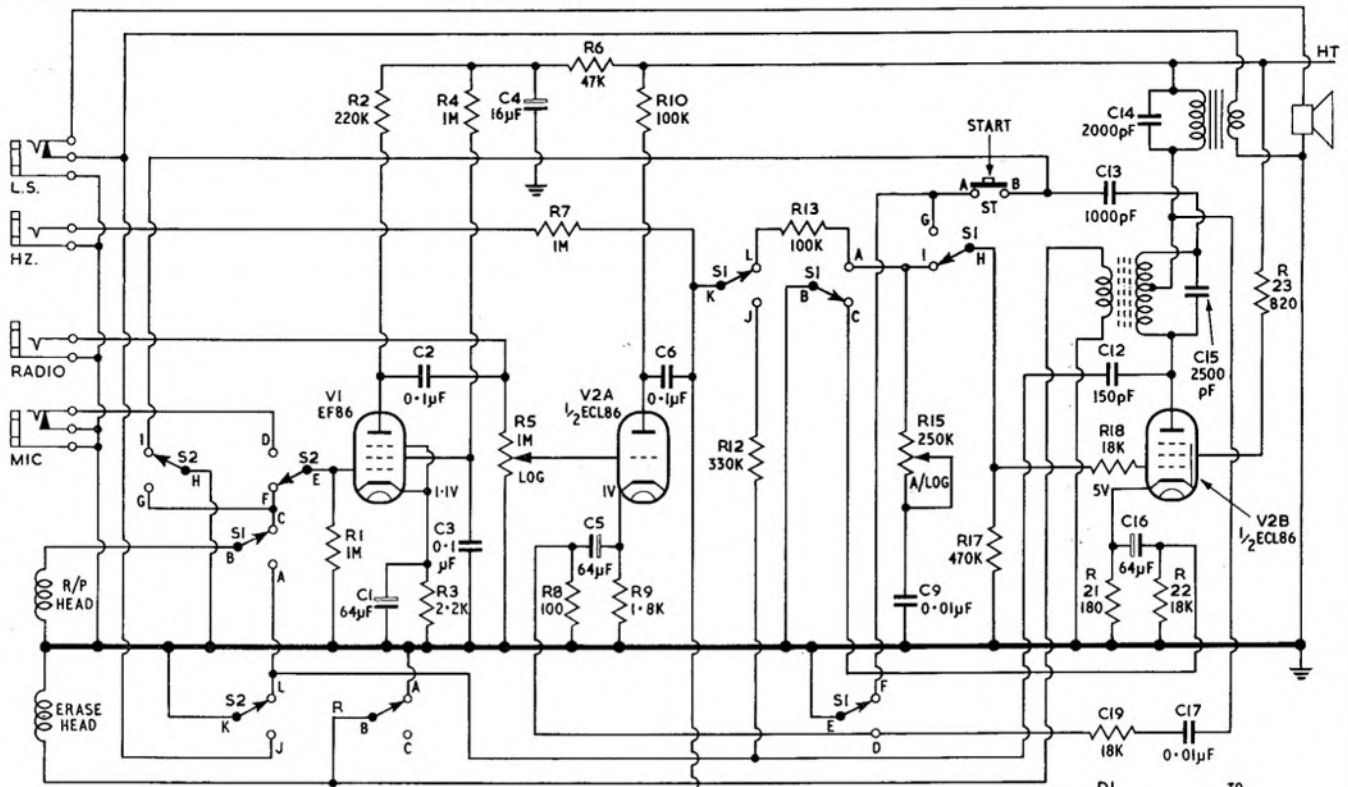 HT
R6
47K
R2
220K
R4
1M
C4
16µF
R10
100K
C14
2000pF
START
L.S.
A
B
ST
C13
1000pF
HZ.
R7
1M
R13
100K
G
S1
I
H
L
A
S1
K
S1
B
C
J
R
23
820
RADIO
C2
0·1µF
C6
0·1µF
C12
150pF
C15
2500
pF
V1
EF86
V2A
1/2ECL86
R5
1M
LOG
R12
330K
R15
250K
A/LOG
R18
18K
MIC
D
I
S2
H
S2
E
F
G
C
1·1V
1V
5V
V2B
1/2ECL86
S1
B
A
R1
1M
C3
0·1
µF
C5
64µF
R17
470K
C16
64µF
R/P
HEAD
C1
64µF
R3
2·2K
R8
100
R9
1·8K
C9
0·01µF
R
21
180
R
22
18K
ERASE
HEAD
S2
K
L
J
R
B
A
C
S1
E
F
D
C19
18K
C17
0·01µF
D1
TO